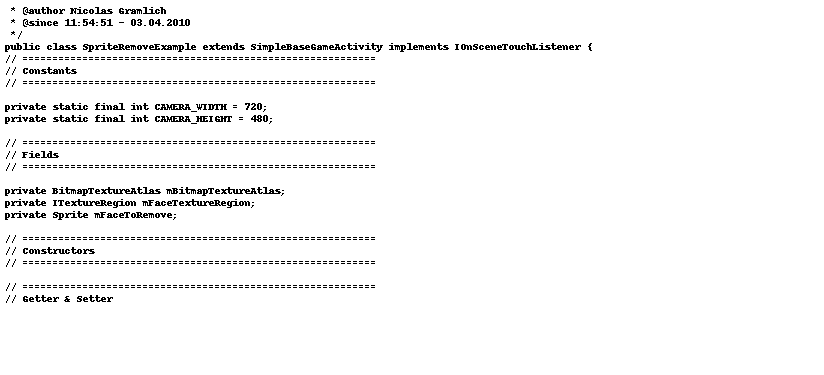 * @author Nicolas Gramlich
* @since 11:54:51 - 03.04.2010
*/
public class SpriteRemoveExample extends SimpleBaseGameActivity implements IOnSceneTouchListener {
// ===========================================================
// Constants
// ===========================================================
private static final int CAMERA_WIDTH = 720;
private static final int CAMERA_HEIGHT = 480;
// ===========================================================
// Fields
// ===========================================================
private BitmapTextureAtlas mBitmapTextureAtlas;
private ITextureRegion mFaceTextureRegion;
private Sprite mFaceToRemove;
// ===========================================================
// Constructors
// ===========================================================
// ===========================================================
// Getter & Setter